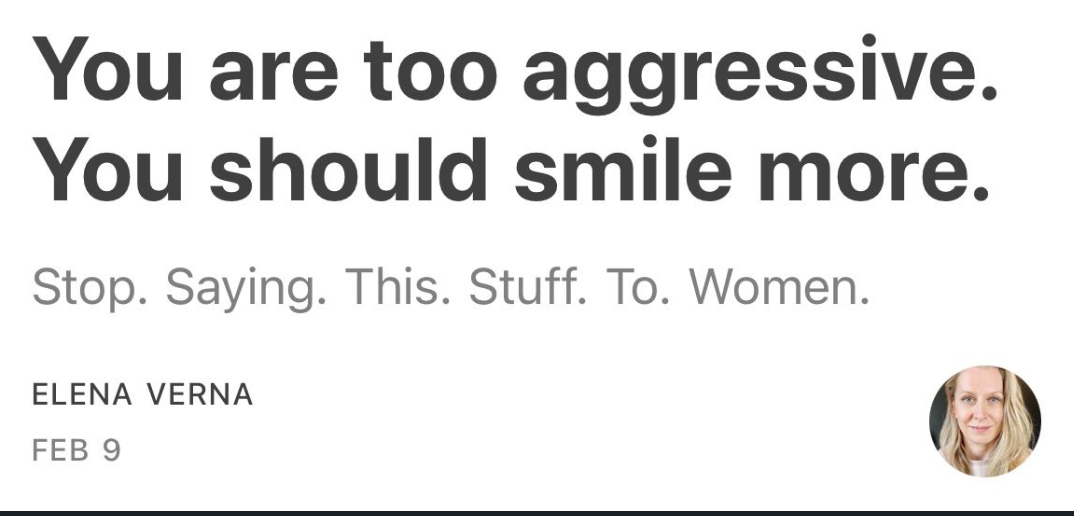 You are too aggressive.
You should smile more.
Stop. Saying. This. Stuff. To. Women.
ELENA VERNA
FEB 9